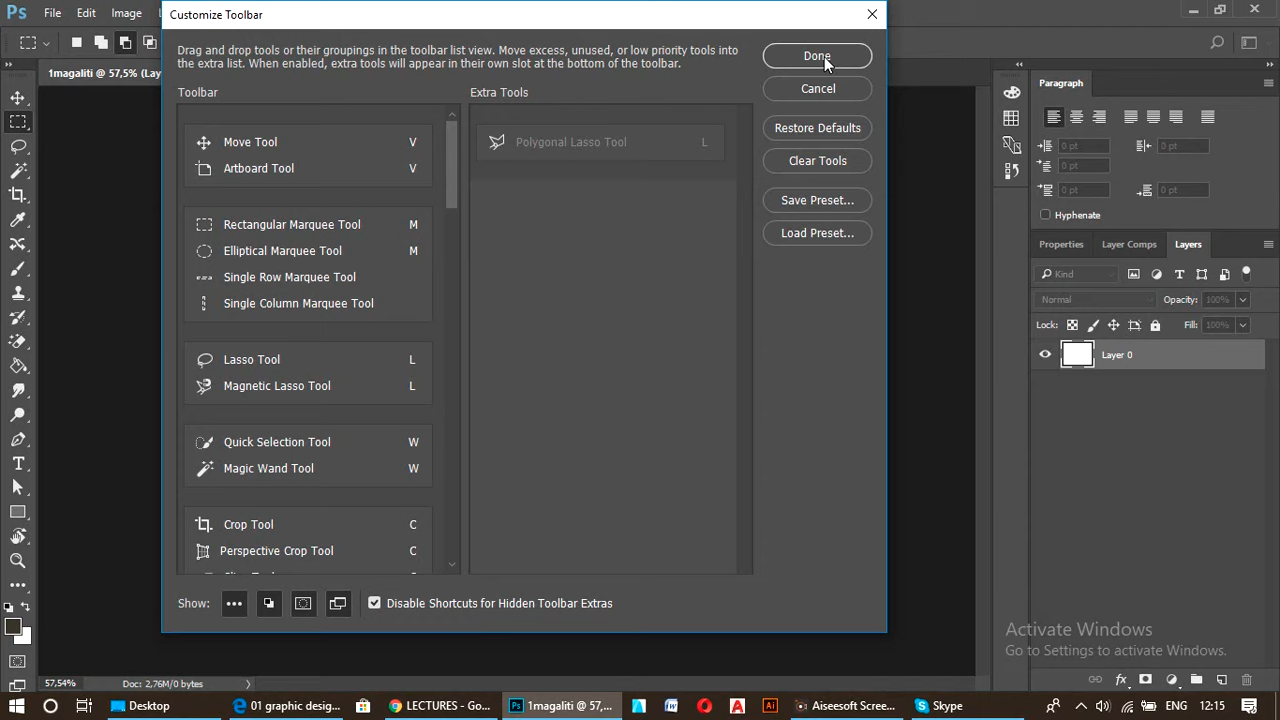 Ps File Edit Imag
Customize Toolbar
Drag and drop tools or their groupings in the toolbar list view. Move excess, unused, or low priority tools into
the extra list. When enabled, extra tools will appear in their own slot at the bottom of the toolbar.
Toolbar
Extra Tools
Done
Cancel
Restore Defaults
Clear Tools
Save Preset...
Load Preset...
Move Tool V
Artboard Tool V
Rectangular Marquee Tool M
Elliptical Marquee Tool M
Single Row Marquee Tool
Single Column Marquee Tool
Lasso Tool L
Magnetic Lasso Tool L
Quick Selection Tool W
Magic Wand Tool W
Crop Tool C
Perspective Crop Tool C
Polygonal Lasso Tool L
Show:
Disable Shortcuts for Hidden Toolbar Extras
1magaliti @ 57,5% (Lay
Paragraph
0 pt
0 pt
0 pt
0 pt
0 pt
Hyphenate
Properties Layer Comps Layers
Kind
Normal Opacity: 100%
Lock: Fill: 100%
Layer 0
Activate Windows
Go to Settings to activate Windows.
57,54% Doc: 2,76M/0 bytes
Desktop
01 graphic desig...
LECTURES - Go...
Ps 1magaliti @ 57,...
Ai
Aiseesoft Scree...
Skype
ENG
12:15